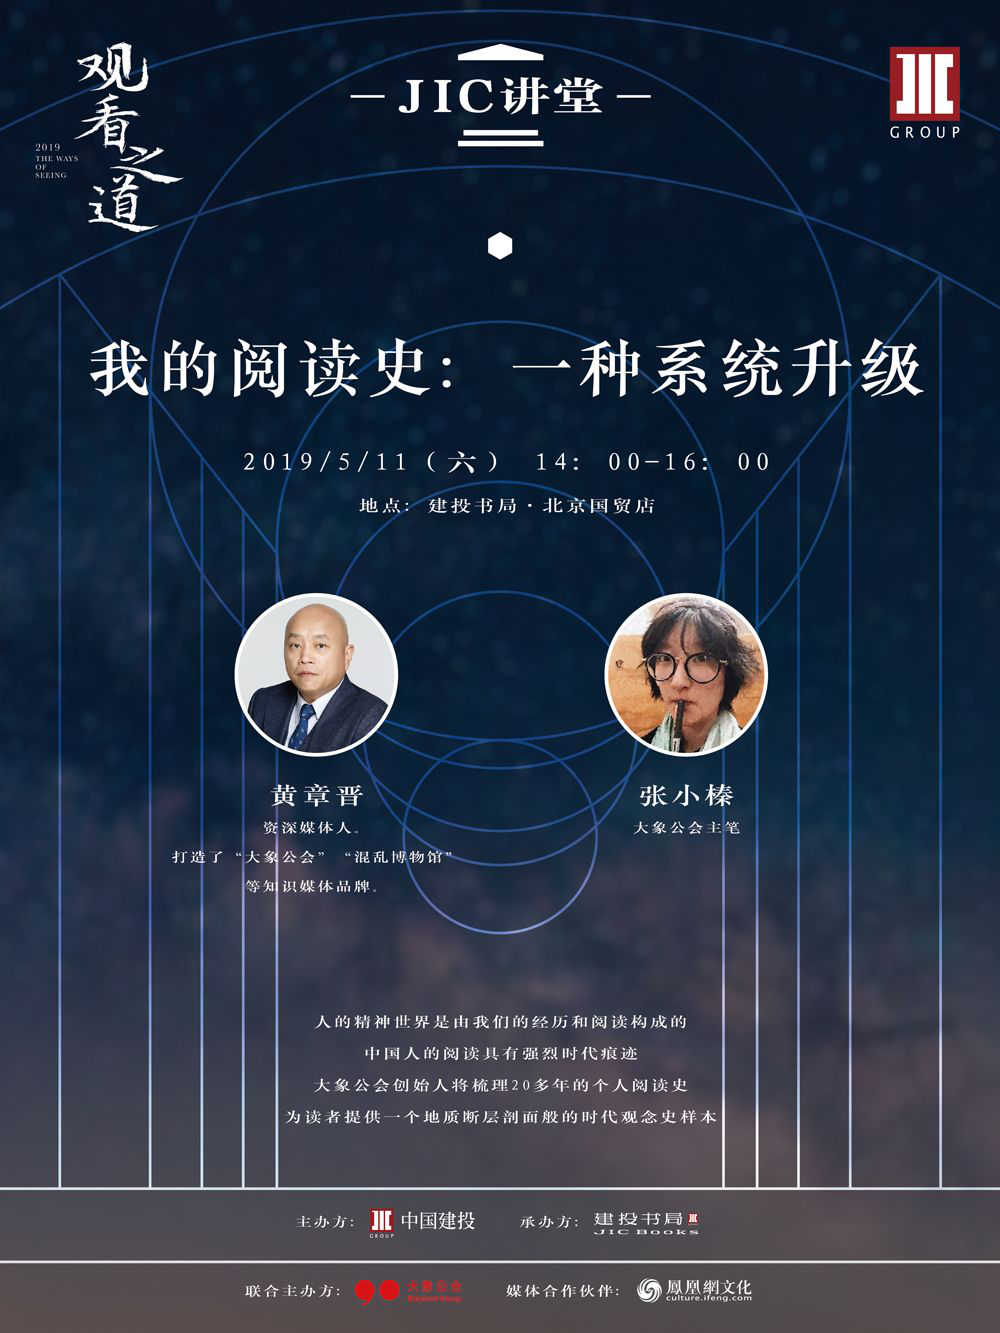 观看之道
2019
THE WAYS
OF
SEEING
JIC讲堂
JIC
GROUP
我的阅读史：一种系统升级
2019/5/11（六） 14：00-16：00
地点：建投书局·北京国贸店
黄章晋
资深媒体人。
打造了“大象公会”“混乱博物馆”
等知识媒体品牌。
张小榛
大象公会主笔
人的精神世界是由我们的经历和阅读构成的
中国人的阅读具有强烈时代痕迹
大象公会创始人将梳理20多年的个人阅读史
为读者提供一个地质断层剖面般的时代观念史样本
主办方：JIC GROUP 中国建投
承办方：建投书局 JIC
JIC Books
联合主办方：大象公会
Elephant Group
媒体合作伙伴：鳳凰網文化
culture.ifeng.com